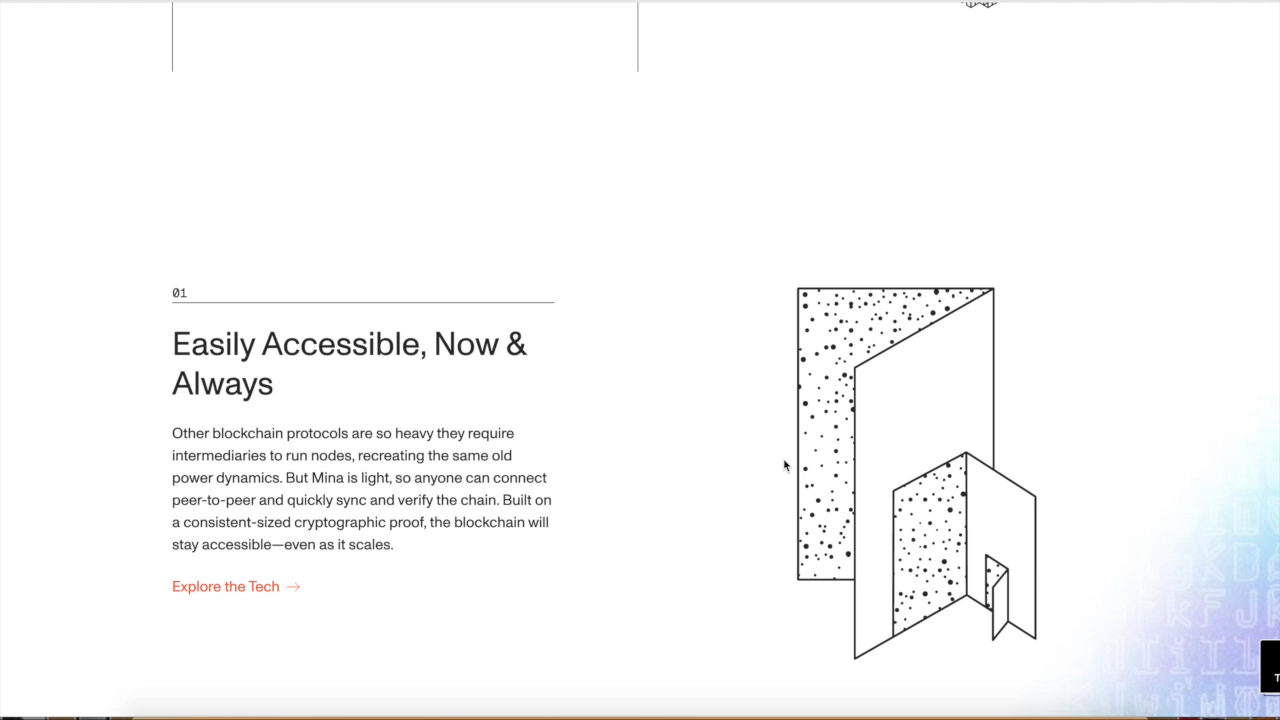 01
Easily Accessible, Now &
Always
Other blockchain protocols are so heavy they require
intermediaries to run nodes, recreating the same old
power dynamics. But Mina is light, so anyone can connect
peer-to-peer and quickly sync and verify the chain. Built on
a consistent-sized cryptographic proof, the blockchain will
stay accessible—even as it scales.
Explore the Tech →